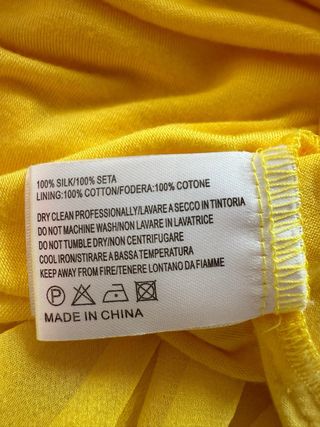 100% SILK/100% SETA
LINING:100% COTTON/FODERA:100% COTONE
DRY CLEAN PROFESSIONALLY/LAVARE A SECCO IN TINTORIA
DO NOT MACHINE WASH/NON LAVARE IN LAVATRICE
DO NOT TUMBLE DRY/NON CENTRIFUGARE
COOL IRON/STIRARE A BASSA TEMPERATURA
KEEP AWAY FROM FIRE/TENERE LONTANO DA FIAMME
P
MADE IN CHINA